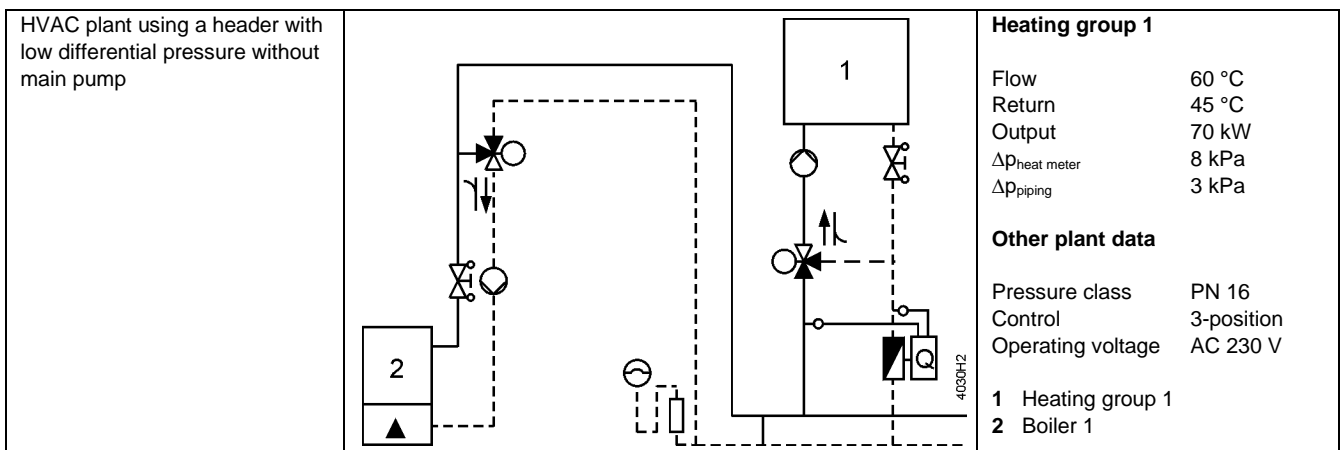 HVAC plant using a header with
low differential pressure without
main pump
1
2
Q
4030H2
Heating group 1
Flow 60 °C
Return 45 °C
Output 70 kW
Δpheat meter 8 kPa
Δppiping 3 kPa
Other plant data
Pressure class PN 16
Control 3-position
Operating voltage AC 230 V
1 Heating group 1
2 Boiler 1